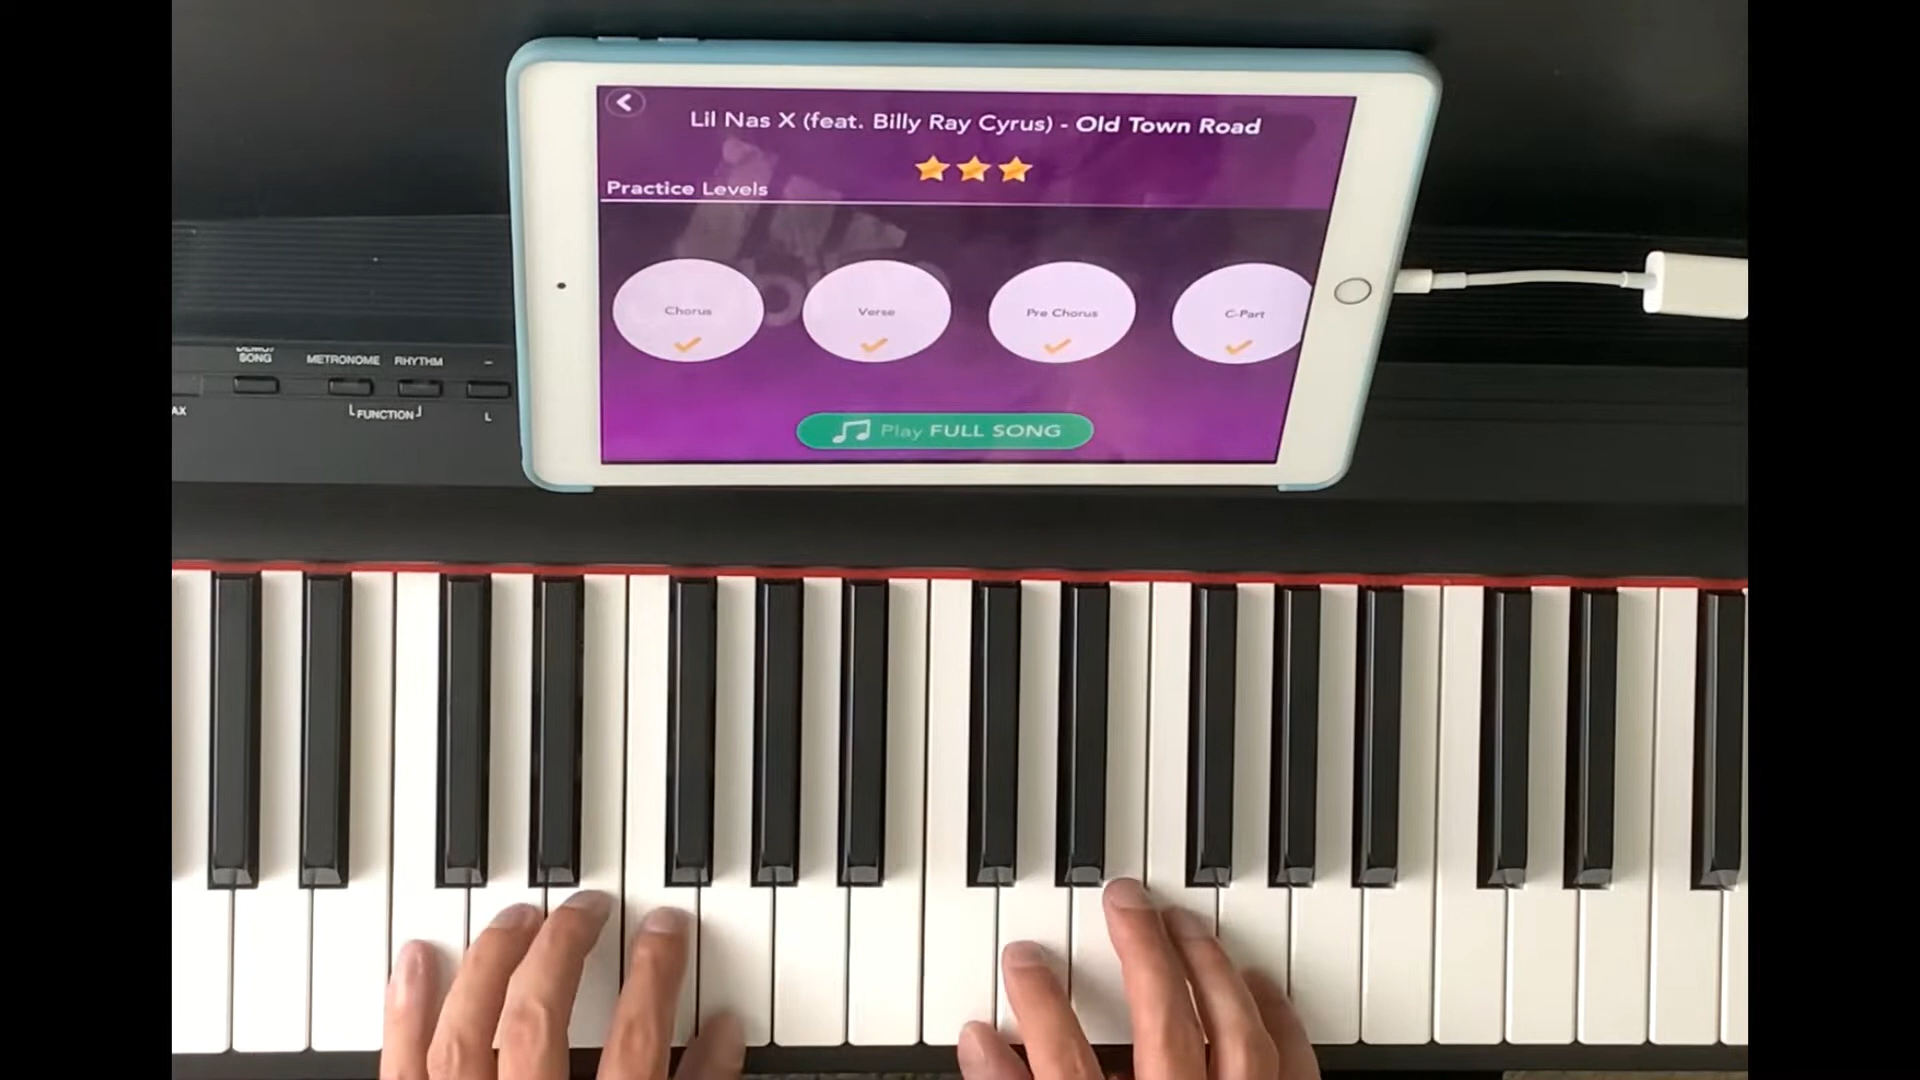 Lil Nas X (feat. Billy Ray Cyrus) - Old Town Road
Practice Levels
Chorus
Verse
Pre Chorus
C-Part
Play FULL SONG
SONG
METRONOME
RHYTHM
–
FUNCTION
L
AX